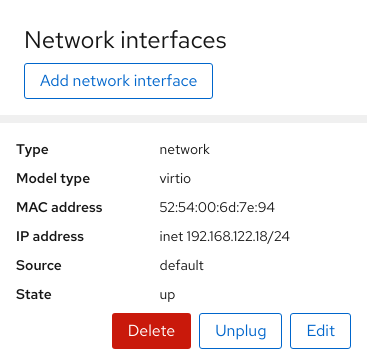 Network interfaces
Add network interface
Type network
Model type virtio
MAC address 52:54:00:6d:7e:94
IP address inet 192.168.122.18/24
Source default
State up
Delete Unplug Edit